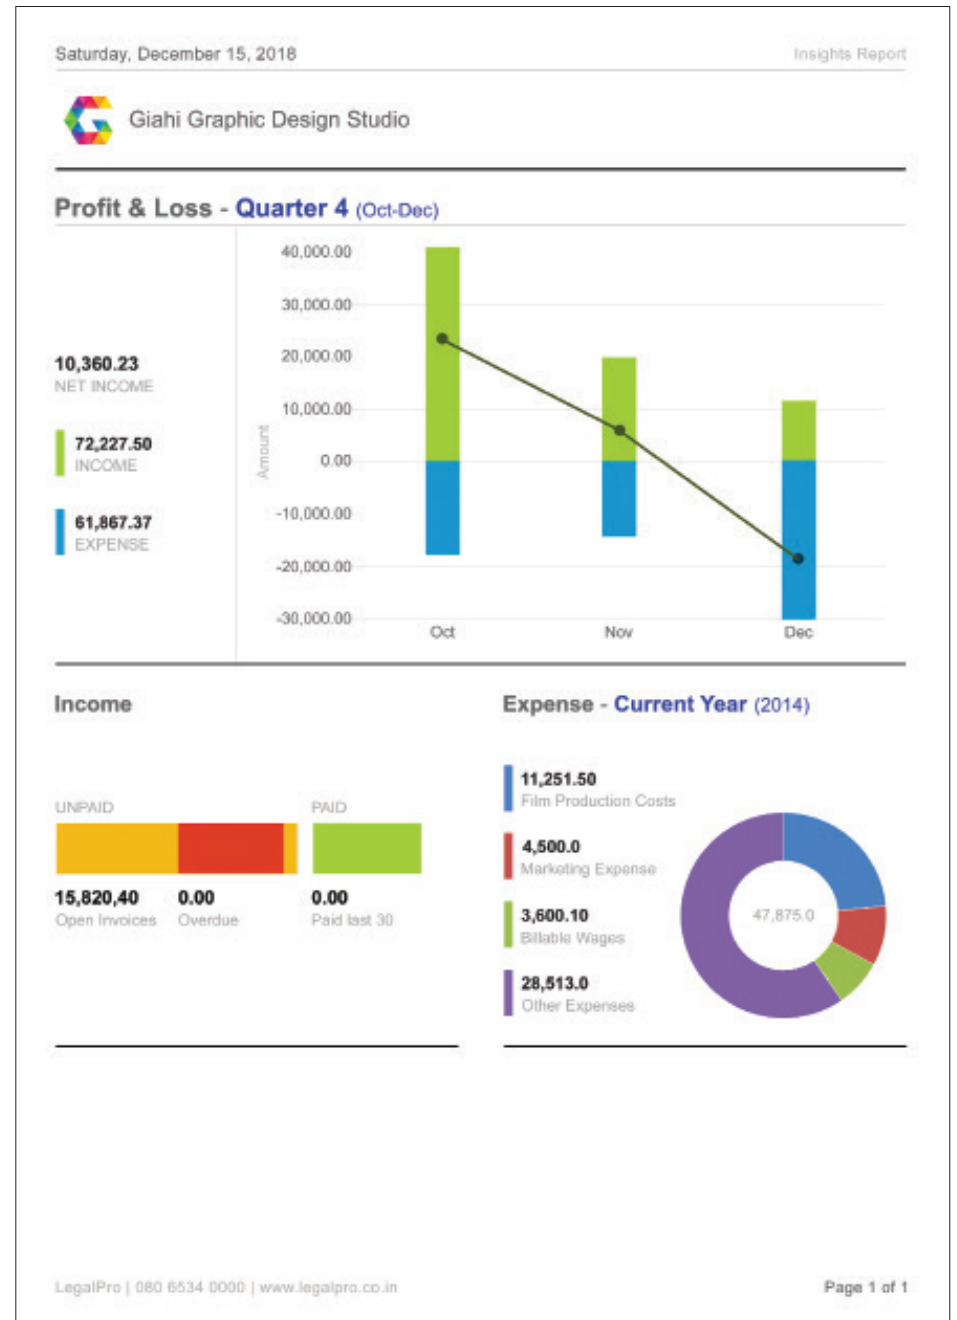 Saturday, December 15, 2018
Insights Report
Giahi Graphic Design Studio
Profit & Loss - Quarter 4 (Oct-Dec)
10,360.23
NET INCOME
72,227.50
INCOME
61,867.37
EXPENSE
Amount
40,000.00
30,000.00
20,000.00
10,000.00
0.00
-10,000.00
-20,000.00
-30,000.00
Oct
Nov
Dec
Income
UNPAID
PAID
15,820,40
0.00
0.00
Open Invoices
Overdue
Paid last 30
Expense - Current Year (2014)
11,251.50
Film Production Costs
4,500.0
Marketing Expense
3,600.10
Billable Wages
28,513.0
Other Expenses
47,875.0
LegalPro | 080 6534 0000 | www.legalpro.co.in
Page 1 of 1